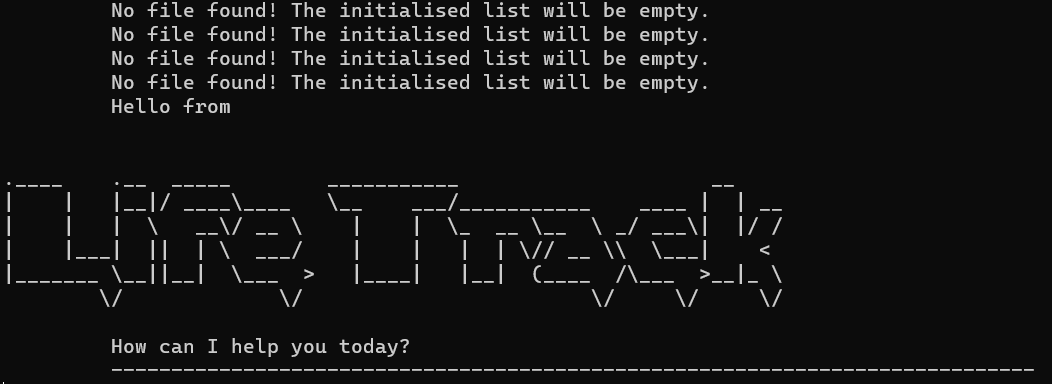 No file found! The initialised list will be empty.
No file found! The initialised list will be empty.
No file found! The initialised list will be empty.
No file found! The initialised list will be empty.
Hello from
Life Track
How can I help you today?